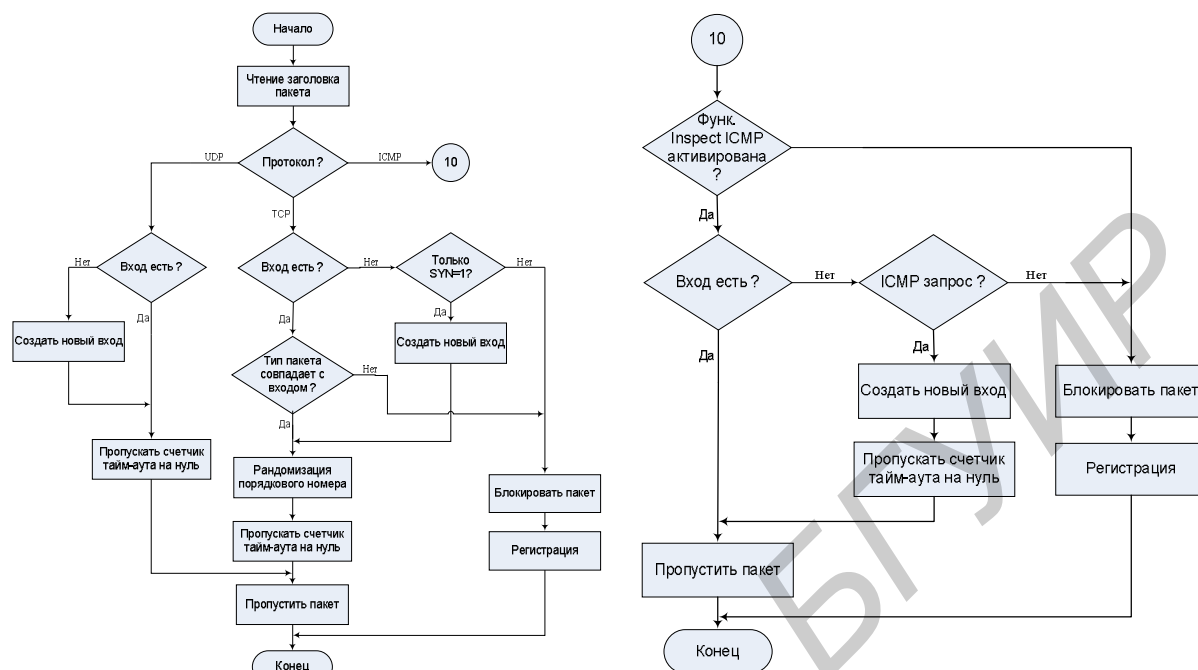 Начало
Чтение заголовка
пакета
Протокол ?
UDP
ICMP
10
TCP
Вход есть ?
Нет
Да
Создать новый вход
Пропускать счетчик
тайм-аута на нуль
Вход есть ?
Нет
Да
Только
SYN=1?
Нет
Да
Создать новый вход
Тип пакета
совпадает с
входом ?
Нет
Да
Рандомизация
порядкового номера
Пропускать счетчик
тайм-аута на нуль
Блокировать пакет
Регистрация
Пропустить пакет
Конец
10
Функ.
Inspect ICMP
активирована
?
Да
Вход есть ?
Нет
Да
ICMP запрос ?
Нет
Да
Создать новый вход
Пропускать счетчик
тайм-аута на нуль
Блокировать пакет
Регистрация
Пропустить пакет
Конец
БГУИР